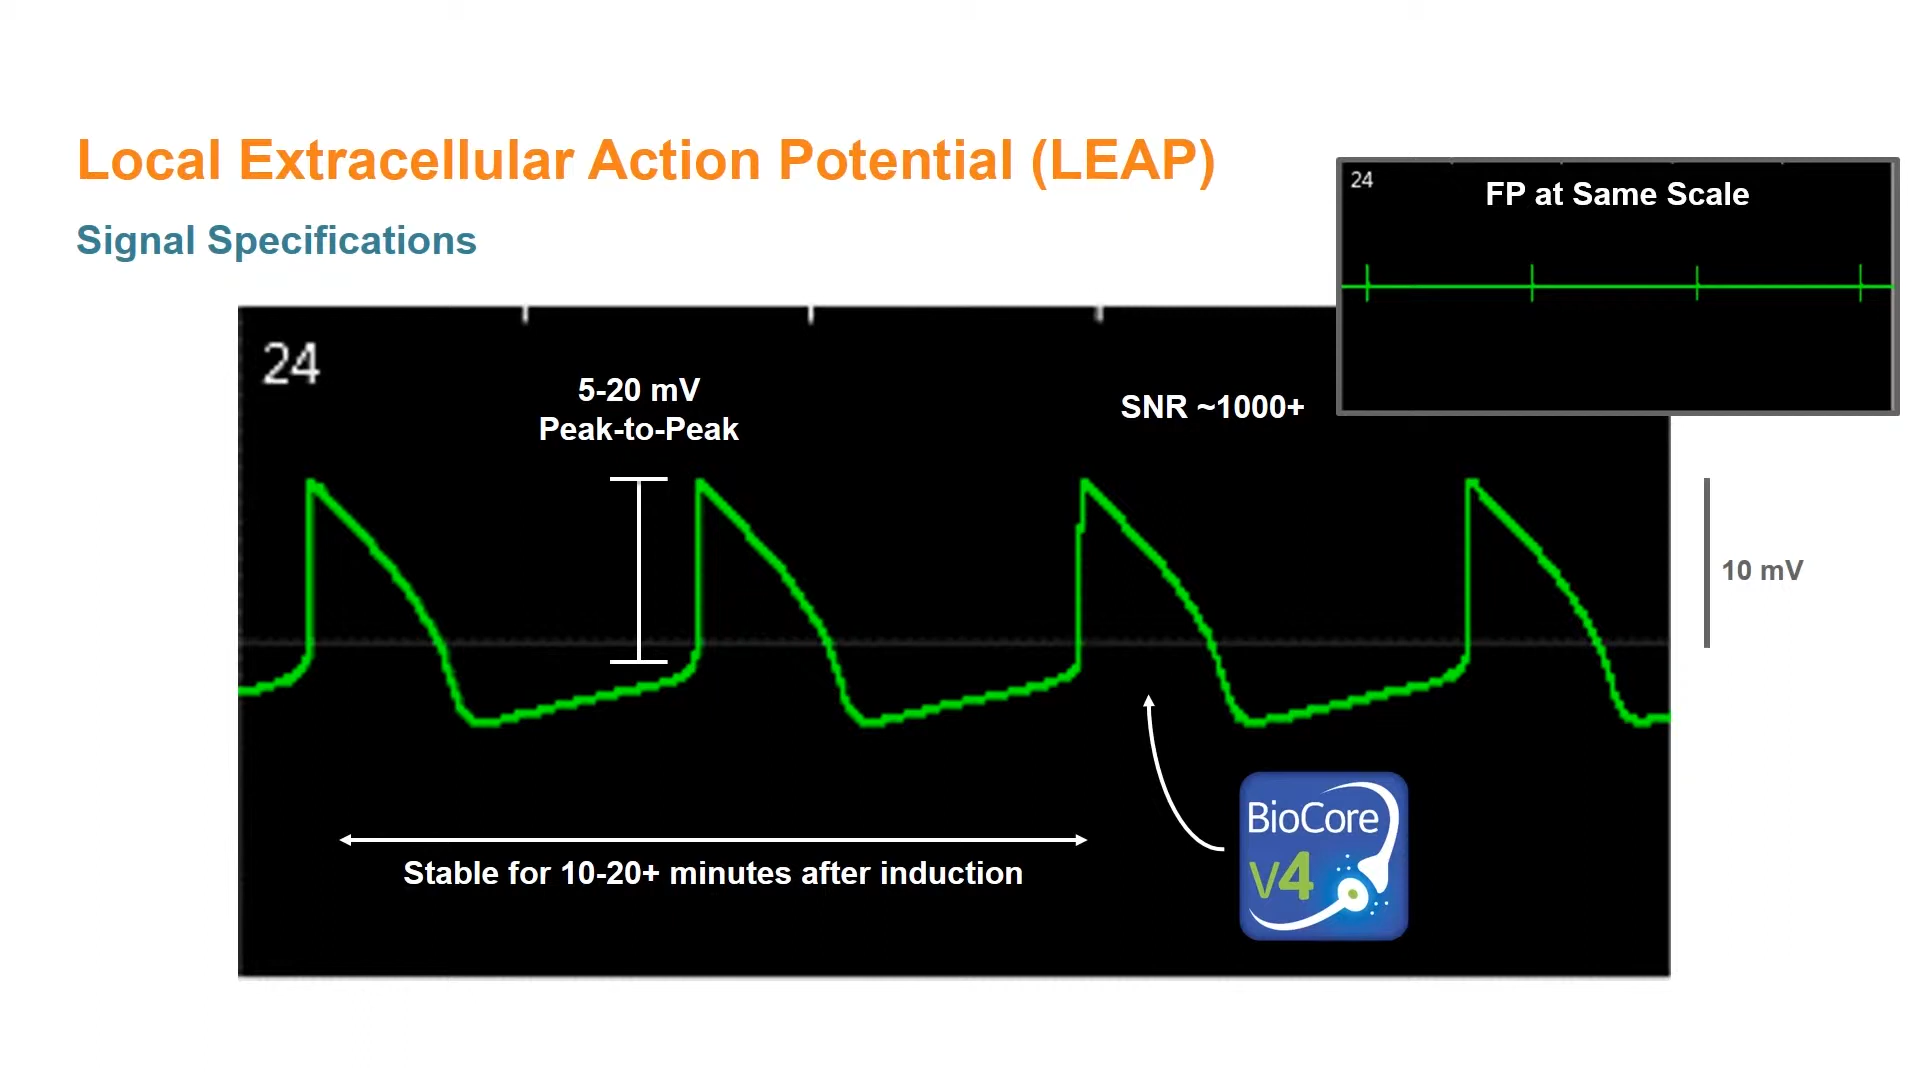 Local Extracellular Action Potential (LEAP)
Signal Specifications
24
FP at Same Scale
24
5-20 mV
Peak-to-Peak
SNR ~1000+
10 mV
Stable for 10-20+ minutes after induction
BioCore
v4